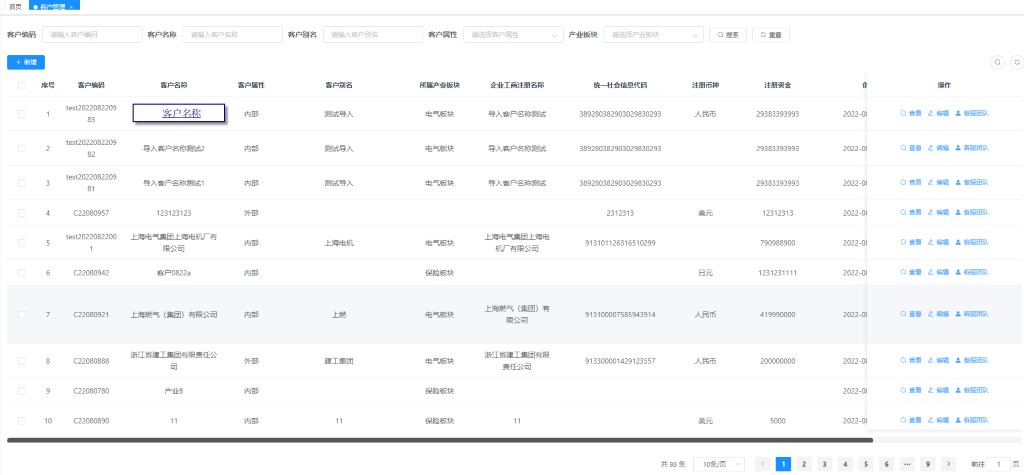 首页 客户管理 ×
客户编码 请输入客户编码 客户名称 请输入客户名称 客户别名 请输入客户别名 客户属性 请选择客户属性 产业板块 请选择产业板块 搜索 重置
+ 新增
序号 客户编码 客户名称 客户属性 客户别名 所属产业板块 企业工商注册名称 统一社会信息代码 注册币种 注册资金 操作
1 test2022082209
83 客户名称 内部 测试导入 电气板块 导入客户名称测试 389280382903029830293 人民币 29383393993 2022-0 查看 编辑 客服团队
2 test2022082209
82 导入客户名称测试2 内部 测试导入 电气板块 导入客户名称测试 389280382903029830293 29383393993 2022-0 查看 编辑 客服团队
3 test2022082209
81 导入客户名称测试1 内部 测试导入 电气板块 导入客户名称测试 389280382903029830293 29383393993 2022-0 查看 编辑 客服团队
4 C22080957 123123123 外部 2312313 美元 12312313 2022-0 查看 编辑 客服团队
5 test2022082200
1 上海电气集团上海电机厂有
限公司 内部 上海电机 电气板块 上海电气集团上海电
机厂有限公司 913101126316510299 790988900 2022-0 查看 编辑 客服团队
6 C22080942 客户0822a 内部 保险板块 日元 1231231111 2022-0 查看 编辑 客服团队
7 C22080921 上海燃气（集团）有限公司 内部 上燃 电气板块 上海燃气（集团）有
限公司 913100007585943914 人民币 419990000 2022-0 查看 编辑 客服团队
8 C22080888 浙江省建工集团有限责任公
司 外部 建工集团 电气板块 浙江省建工集团有限
责任公司 913300001429123557 人民币 200000000 2022-0 查看 编辑 客服团队
9 C22080780 产业B 内部 保险板块 2022-0 查看 编辑 客服团队
10 C22080890 11 内部 11 保险板块 11 美元 5000 2022-0 查看 编辑 客服团队
共 86 条 10条/页 1 2 3 4 5 6 ··· 9 前往 1 页